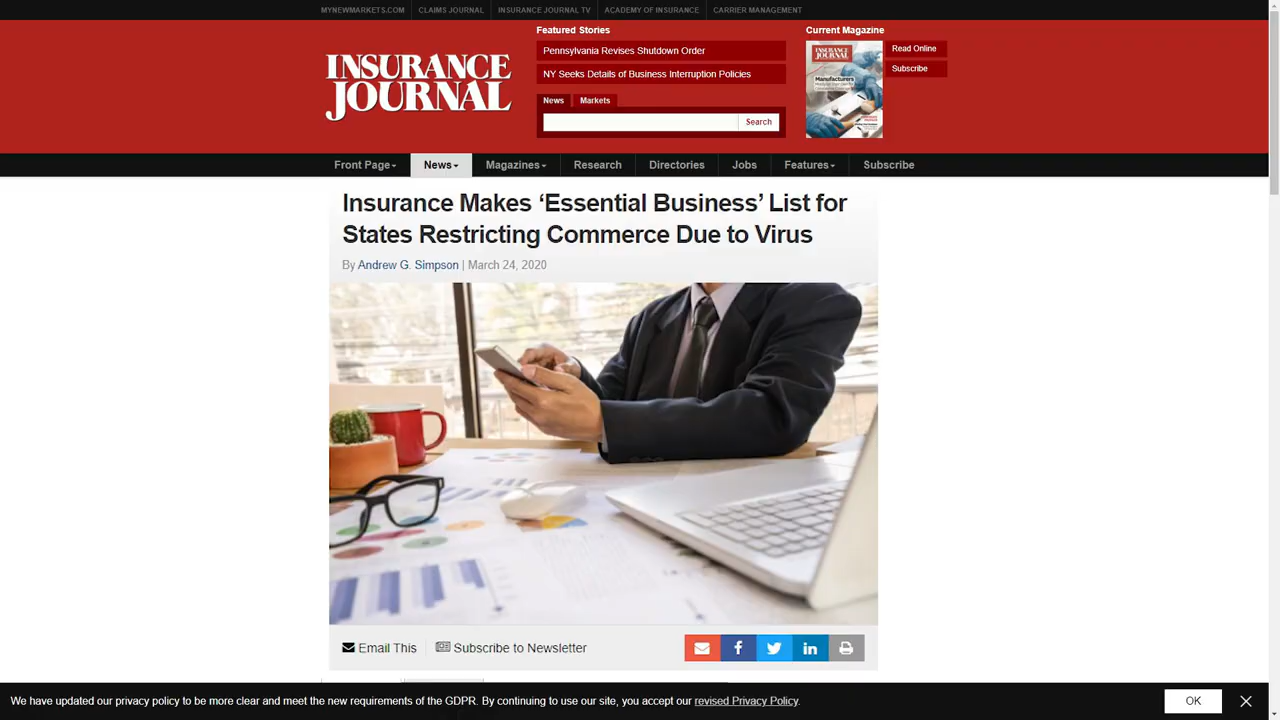 MYNEWMARKETS.COM
CLAIMS JOURNAL
INSURANCE JOURNAL TV
ACADEMY OF INSURANCE
CARRIER MANAGEMENT
INSURANCE
JOURNAL
Featured Stories
Pennsylvania Revises Shutdown Order
NY Seeks Details of Business Interruption Policies
News
Markets
Search
Current Magazine
INSURANCE
JOURNAL
Manufacturers
Read Online
Subscribe
Front Page
News
Magazines
Research
Directories
Jobs
Features
Subscribe
Insurance Makes ‘Essential Business’ List for
States Restricting Commerce Due to Virus
By Andrew G. Simpson | March 24, 2020
Email This
Subscribe to Newsletter
We have updated our privacy policy to be more clear and meet the new requirements of the GDPR. By continuing to use our site, you accept our revised Privacy Policy.
OK